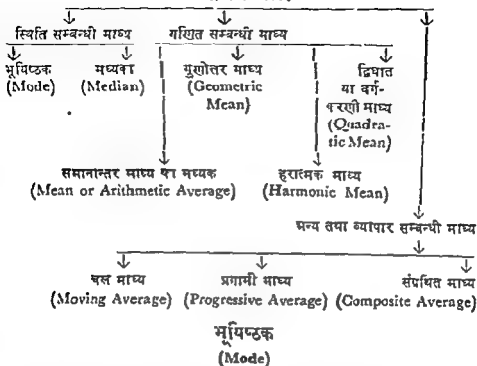 स्थिति सम्बन्धी माध्य गणित सम्बन्धी माध्य
भूयिष्ठक मध्यका गुणोत्तर माध्य द्विघात
(Mode) (Median) (Geometric या वर्ग-
Mean) करणी माध्य
(Quadra-
tic Mean)
समानान्तर माध्य या मध्यक हरात्मक माध्य
(Mean or Arithmetic Average) (Harmonic Mean)
अन्य तथा व्यापार सम्बन्धी माध्य
चल माध्य प्रगामी माध्य संग्रथित माध्य
(Moving Average) (Progressive Average) (Composite Average)
भूयिष्ठक
(Mode)